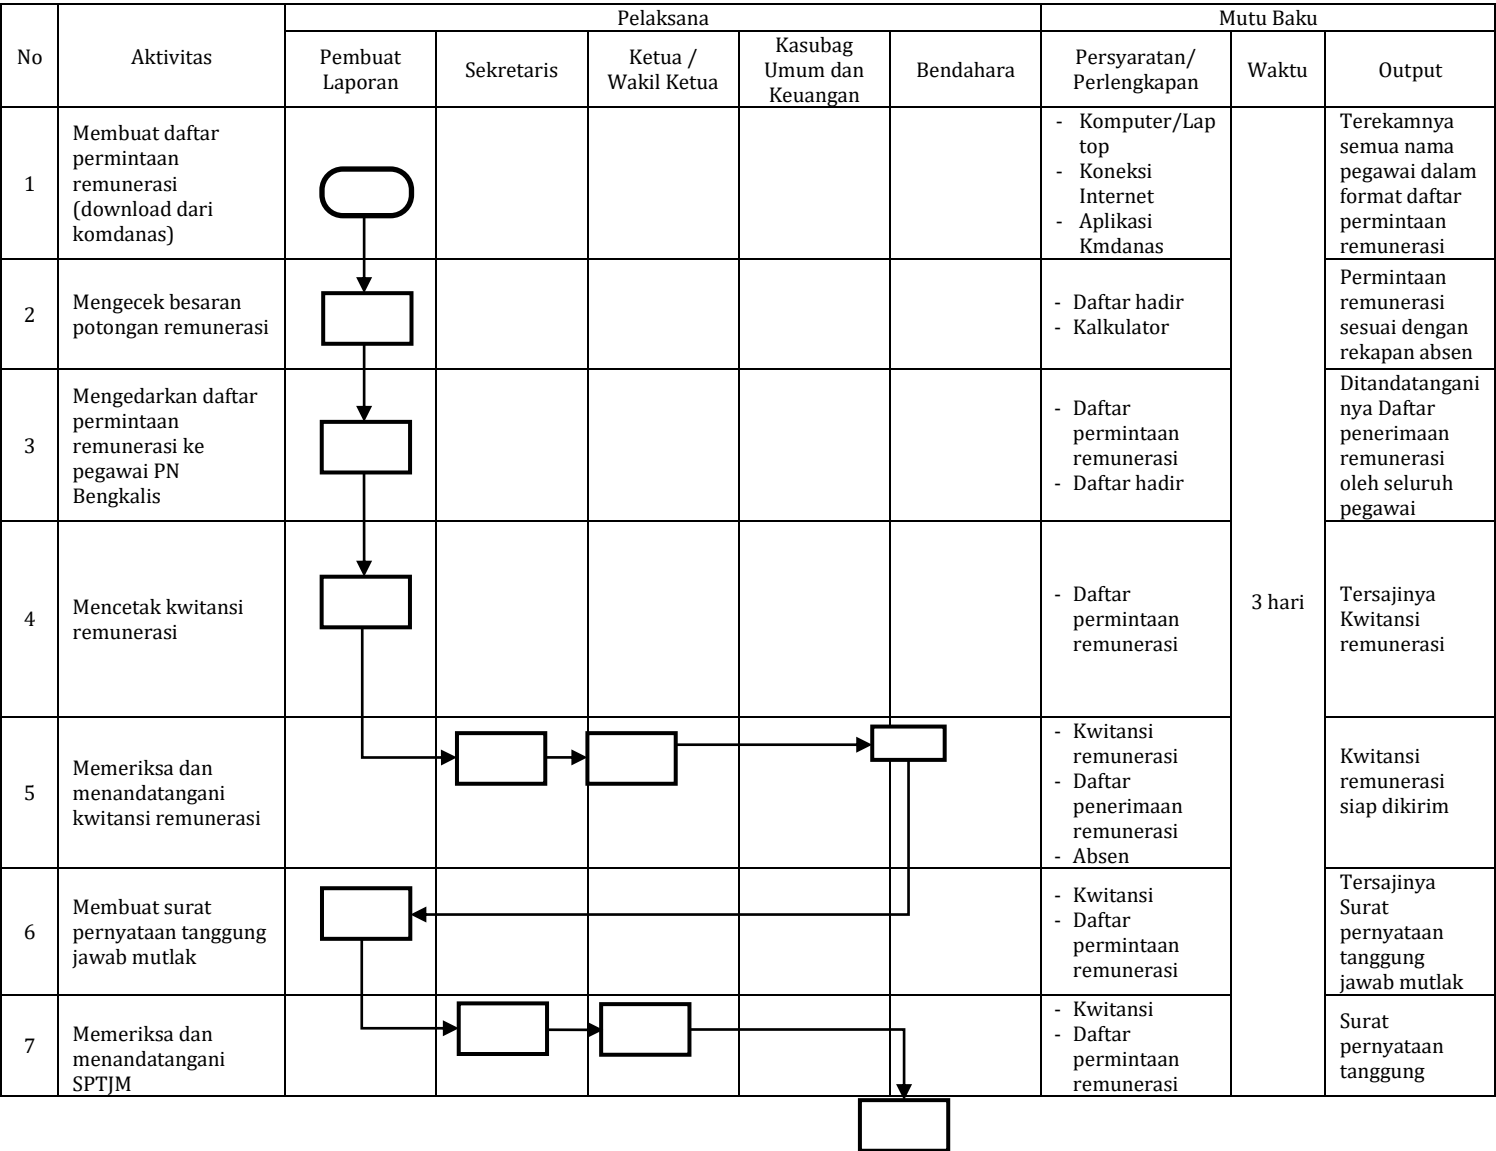 No
Aktivitas
Pelaksana
Mutu Baku
Pembuat
Laporan
Sekretaris
Ketua /
Wakil Ketua
Kasubag
Umum dan
Keuangan
Bendahara
Persyaratan/
Perlengkapan
Waktu
Output
1
Membuat daftar
permintaan
remunerasi
(download dari
komdanas)
- Komputer/Lap
top
- Koneksi
Internet
- Aplikasi
Kmdanas
3 hari
Terekamnya
semua nama
pegawai dalam
format daftar
permintaan
remunerasi
2
Mengecek besaran
potongan remunerasi
- Daftar hadir
- Kalkulator
Permintaan
remunerasi
sesuai dengan
rekapan absen
3
Mengedarkan daftar
permintaan
remunerasi ke
pegawai PN
Bengkalis
- Daftar
permintaan
remunerasi
- Daftar hadir
Ditandatangani
nya Daftar
penerimaan
remunerasi
oleh seluruh
pegawai
4
Mencetak kwitansi
remunerasi
- Daftar
permintaan
remunerasi
Tersajinya
Kwitansi
remunerasi
5
Memeriksa dan
menandatangani
kwitansi remunerasi
- Kwitansi
remunerasi
- Daftar
penerimaan
remunerasi
- Absen
Kwitansi
remunerasi
siap dikirim
6
Membuat surat
pernyataan tanggung
jawab mutlak
- Kwitansi
- Daftar
permintaan
remunerasi
Tersajinya
Surat
pernyataan
tanggung
jawab mutlak
7
Memeriksa dan
menandatangani
SPTJM
- Kwitansi
- Daftar
permintaan
remunerasi
Surat
pernyataan
tanggung